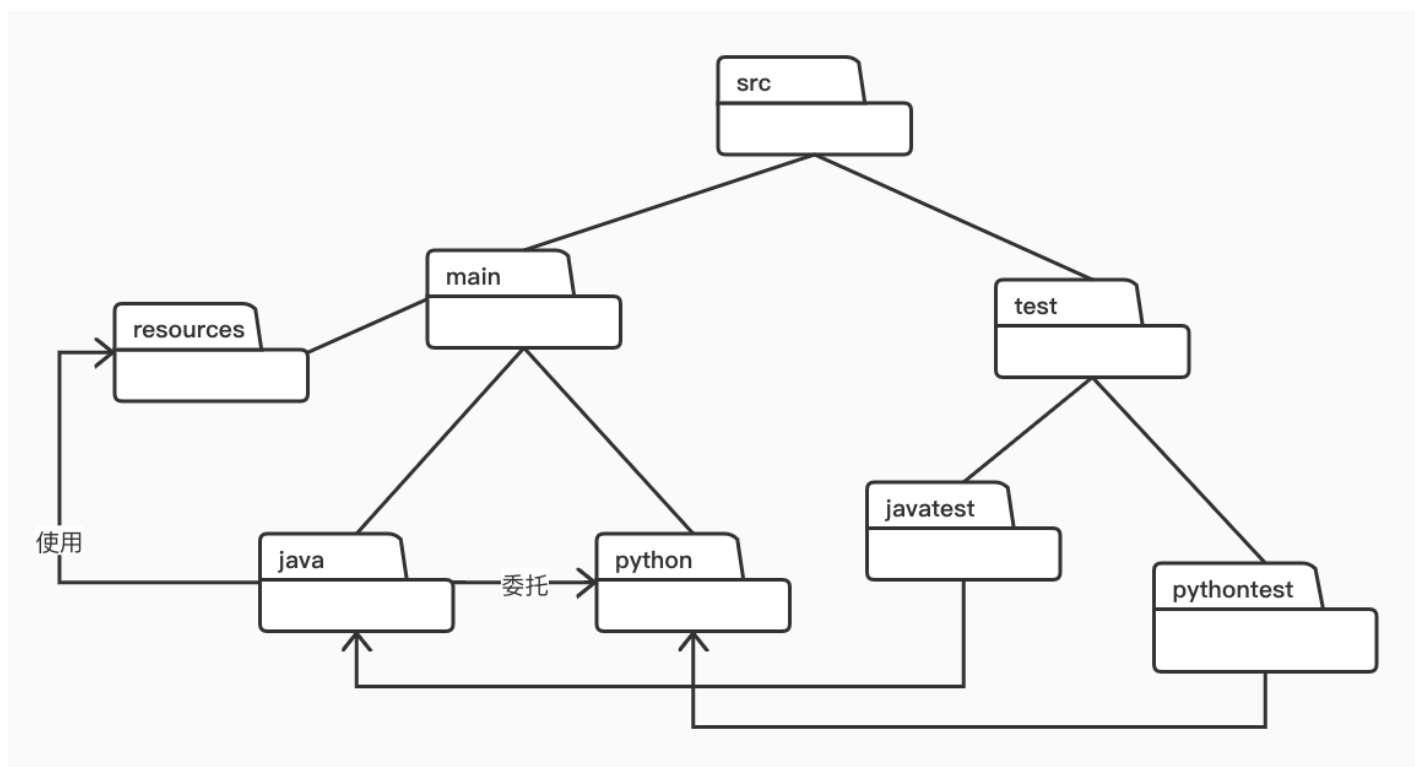 src
main
test
resources
javatest
使用
java
委托
python
pythontest